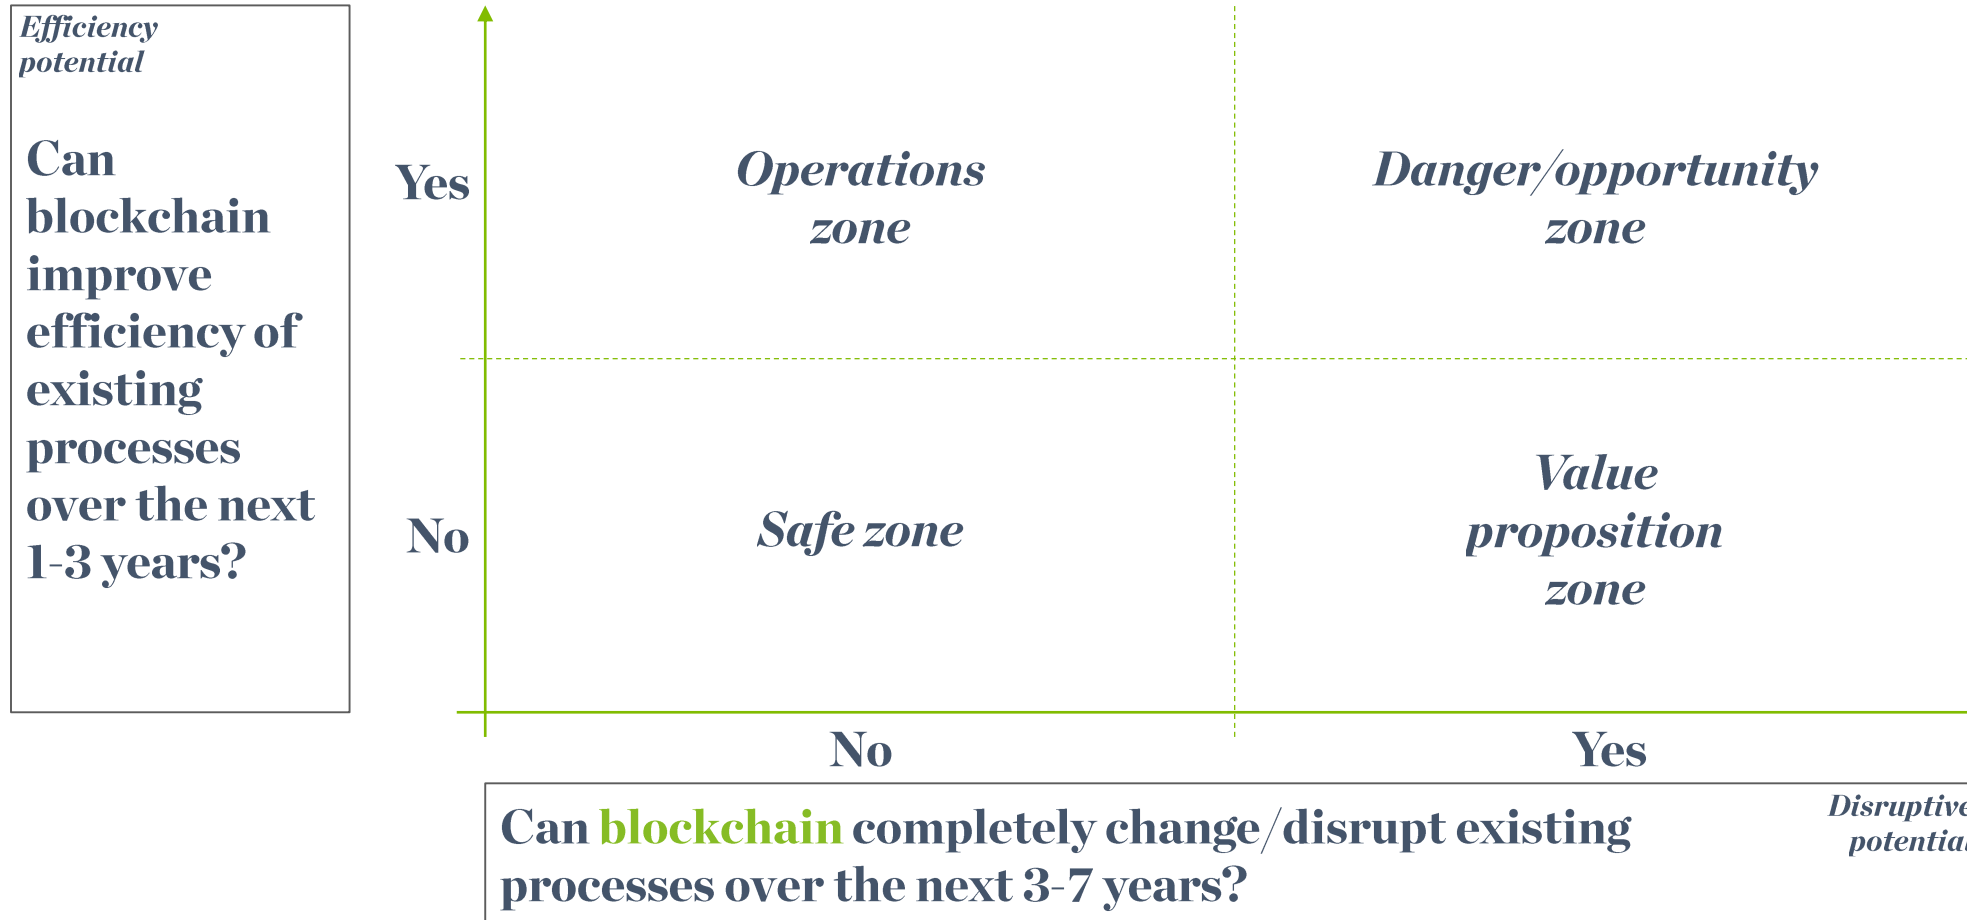 Efficiency
potential
Can
blockchain
improve
efficiency of
existing
processes
over the next
1-3 years?
Yes
No
Operations
zone
Danger/opportunity
zone
Safe zone
Value
proposition
zone
No
Yes
Can blockchain completely change/disrupt existing
processes over the next 3-7 years?
Disruptive
potential